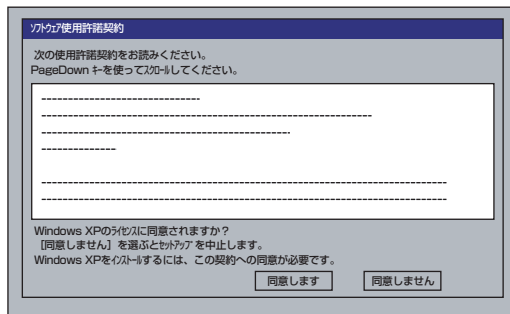 ソフトウェア使用許諾契約
次の使用許諾契約をお読みください。
PageDown キーを使ってスクロールしてください。
Windows XPのライセンスに同意されますか？
［同意しません］を選ぶとセットアップを中止します。
Windows XPをインストールするには、この契約への同意が必要です。
同意します
同意しません